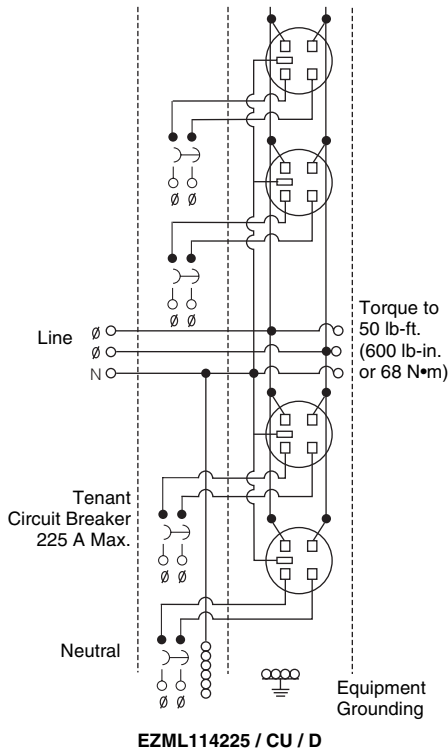 ø ø
ø ø
Line
ø
ø
N
Torque to
50 lb-ft.
(600 lb-in.
or 68 N•m)
Tenant
Circuit Breaker
225 A Max.
ø ø
Neutral
ø ø
Equipment
Grounding
EZML114225 / CU / D